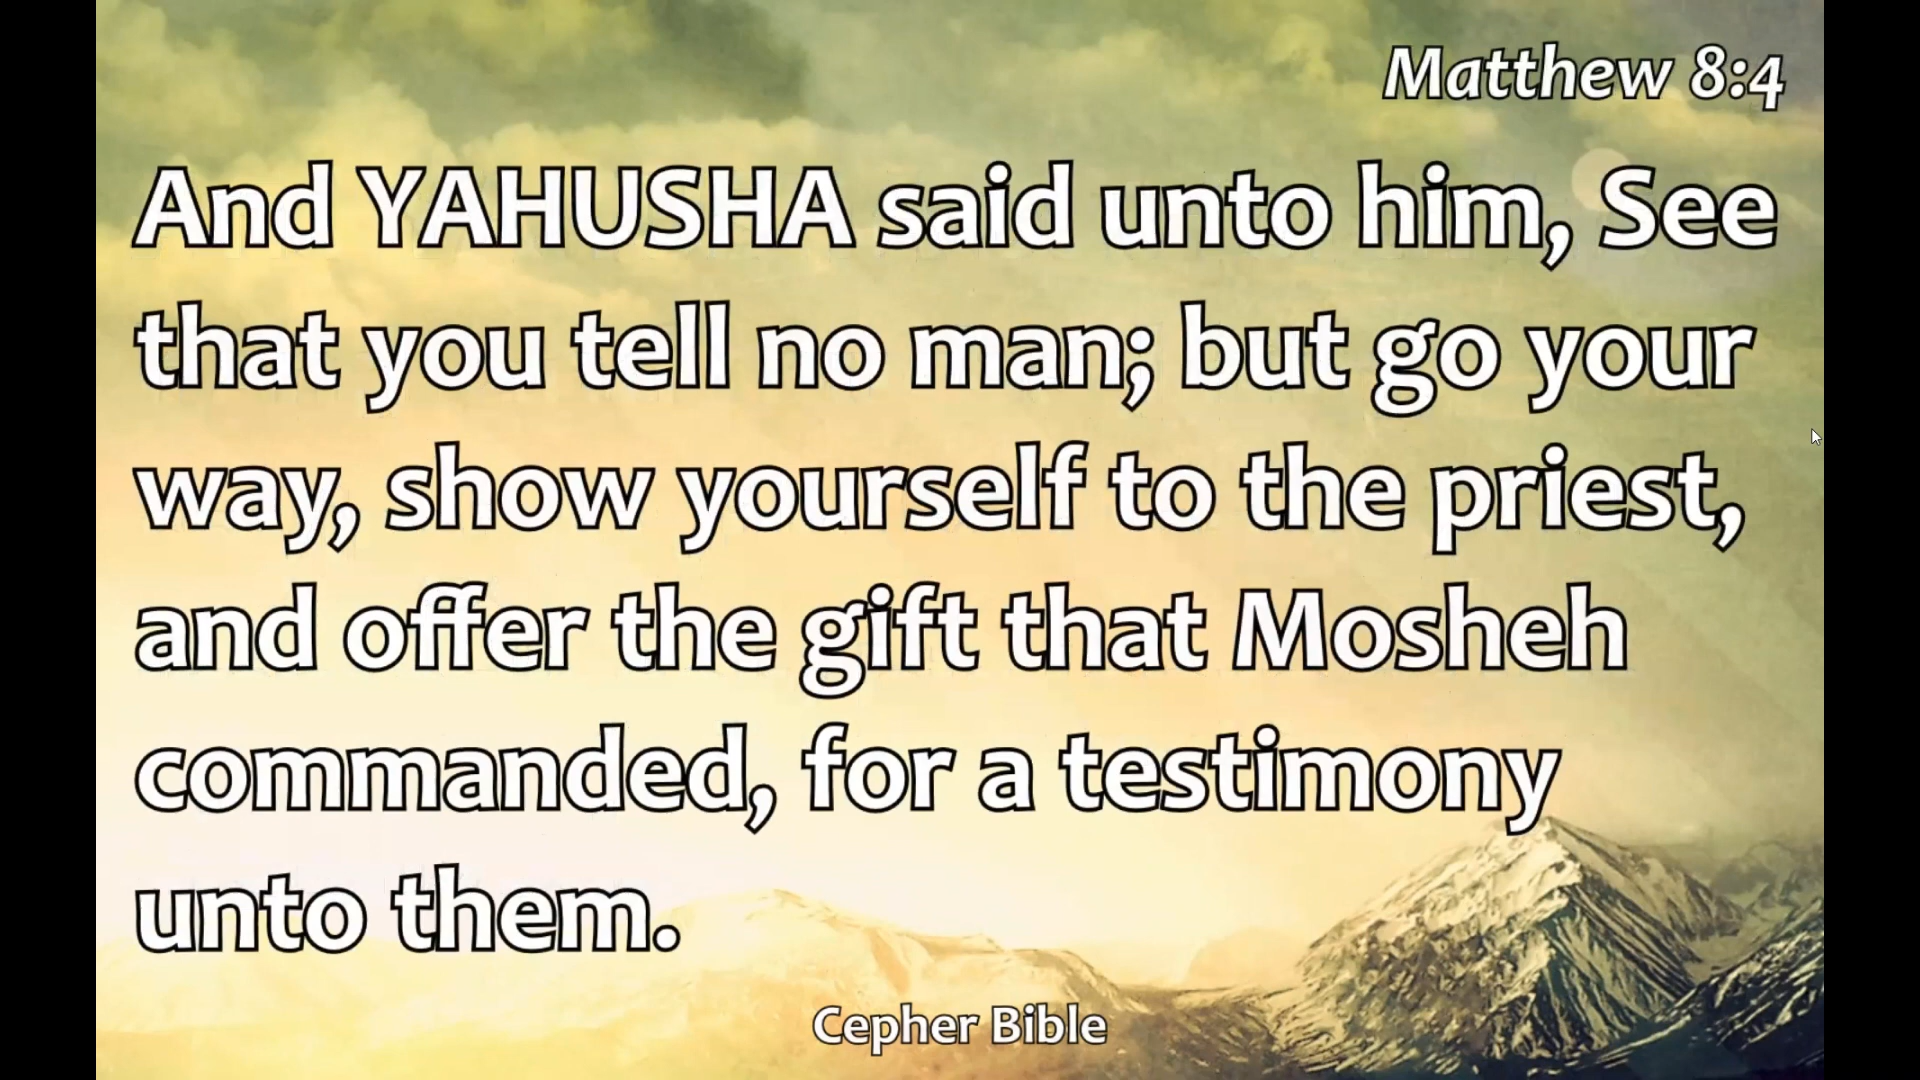 Matthew 8:4
And YAHUSHA said unto him, See
that you tell no man; but go your
way, show yourself to the priest,
and offer the gift that Mosheh
commanded, for a testimony
unto them.
Cepher Bible